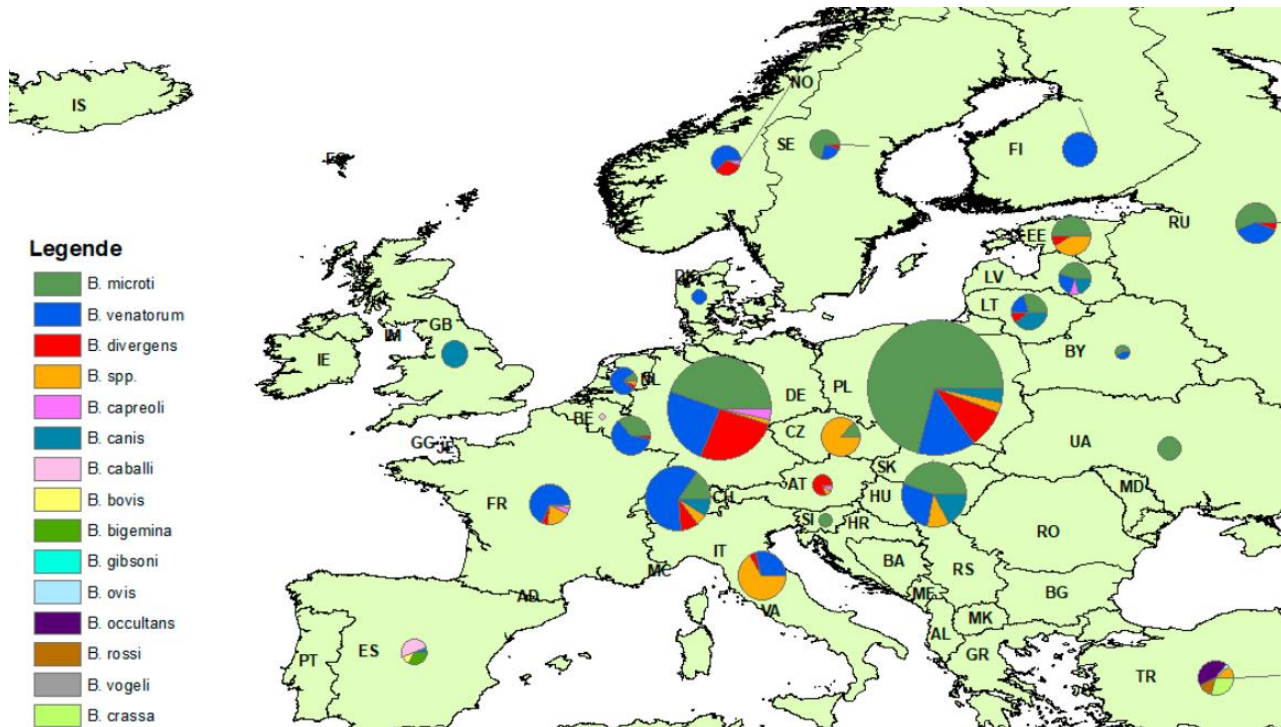 IS
NO
SE
FI
RU
EE
LV
LT
GB
IE
BY
DE
PL
BE
CZ
GG
UA
SK
FR
CH
AT
HU
MD
SI
HR
IT
RO
BA
RS
MC
ME
BG
AD
VA
MK
AL
PT
ES
GR
TR
Legende
B. microti
B. venatorum
B. divergens
B. spp.
B. capreoli
B. canis
B. caballi
B. bovis
B. bigemina
B. gibsoni
B. ovis
B. occultans
B. rossi
B. vogeli
B. crassa